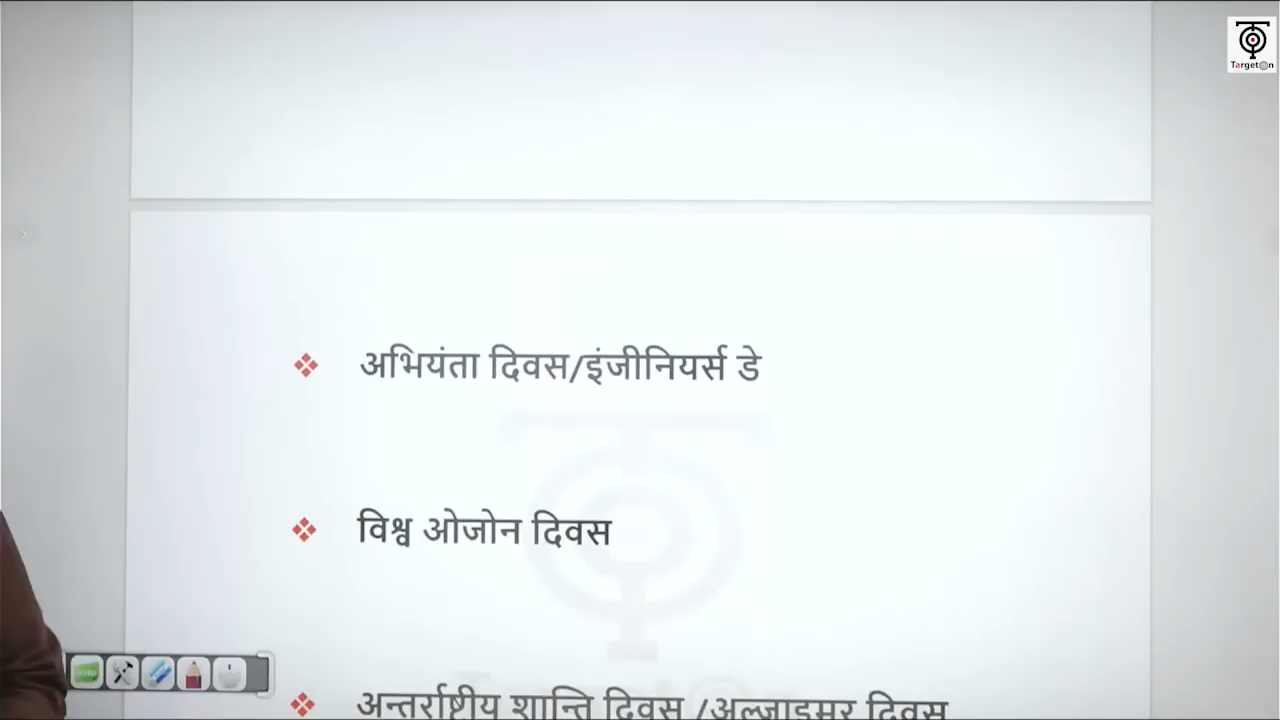 Target@n
अभियंता दिवस/इंजीनियर्स डे
विश्व ओजोन दिवस
अन्तर्राष्ट्रीय शान्ति दिवस /अल्जाइमर दिवस